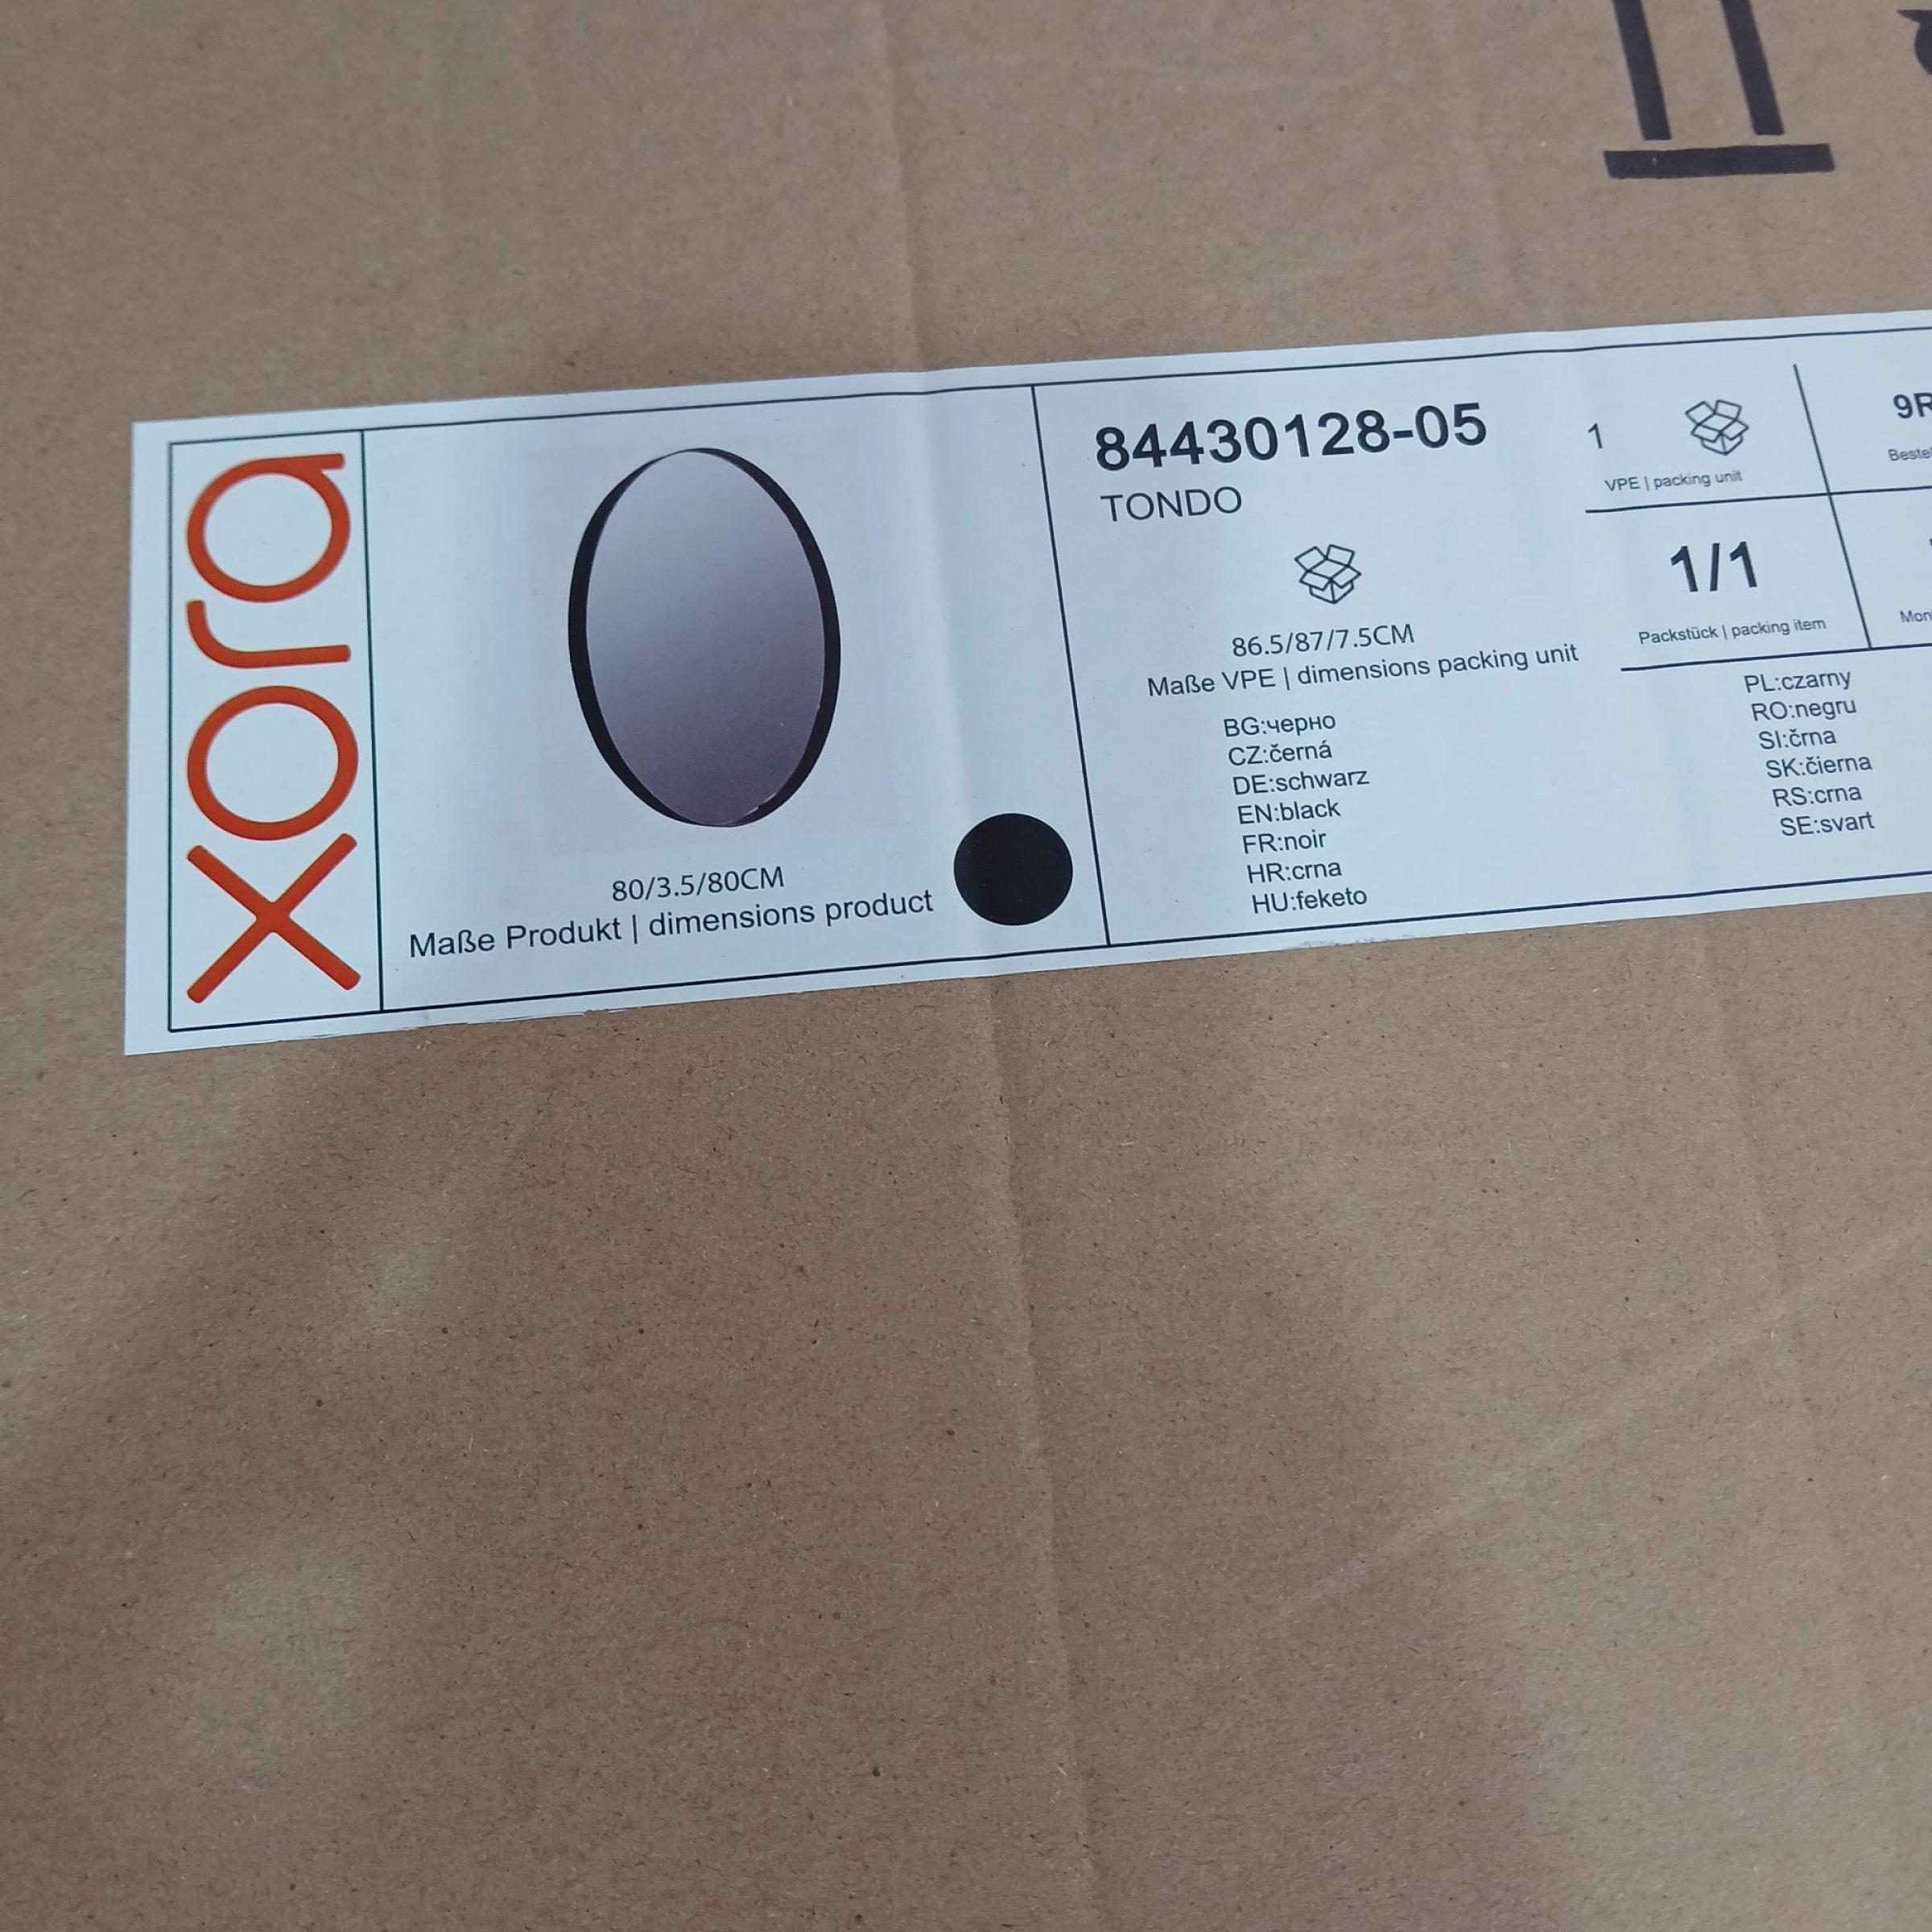 xora
80/3.5/80CM
Maße Produkt | dimensions product
84430128-05
TONDO
86.5/87/7.5CM
Maße VPE | dimensions packing unit
BG:черно
CZ:černá
DE:schwarz
EN:black
FR:noir
HR:crna
HU:feketo
1
VPE | packing unit
1/1
Packstück | packing item
PL:czarny
RO:negru
SI:črna
SK:čierna
RS:crna
SE:svart